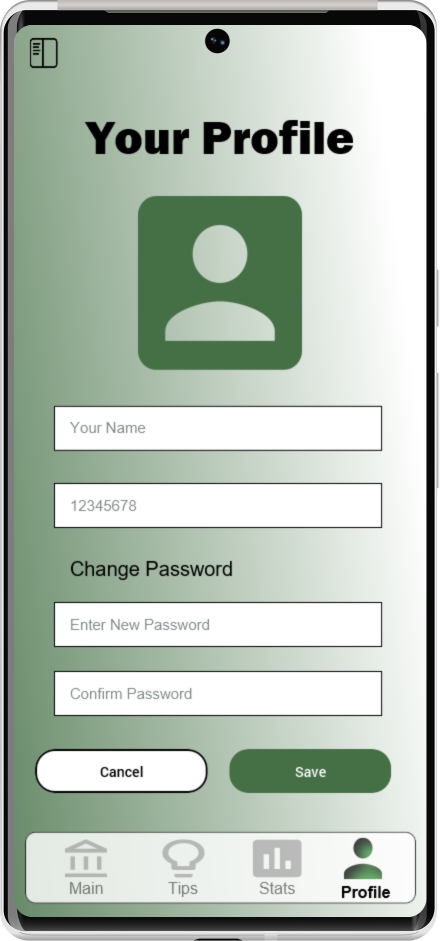 Your Profile
Your Name
12345678
Change Password
Enter New Password
Confirm Password
Cancel
Save
Main
Tips
Stats
Profile